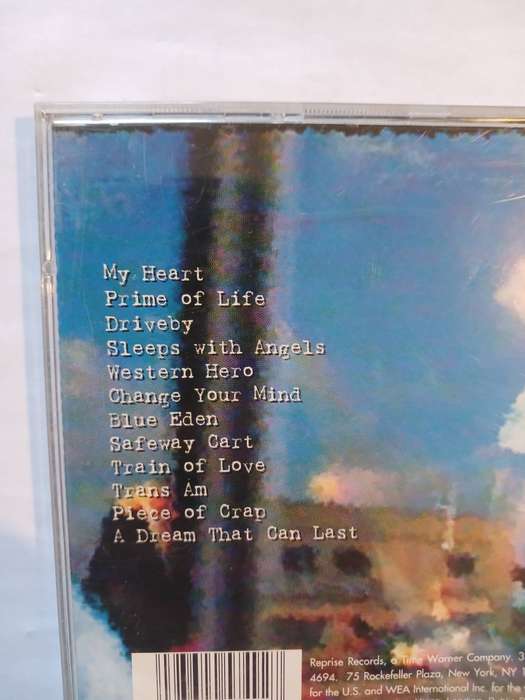 My Heart
Prime of Life
Driveby
Sleeps with Angels
Western Hero
Change Your Mind
Blue Eden
Safeway Cart
Train of Love
Trans Am
Piece of Crap
A Dream That Can Last
Reprise Records, a Time Warner Company. 3
4694. 75 Rockefeller Plaza, New York, NY 1
for the U.S. and WEA International Inc. for the